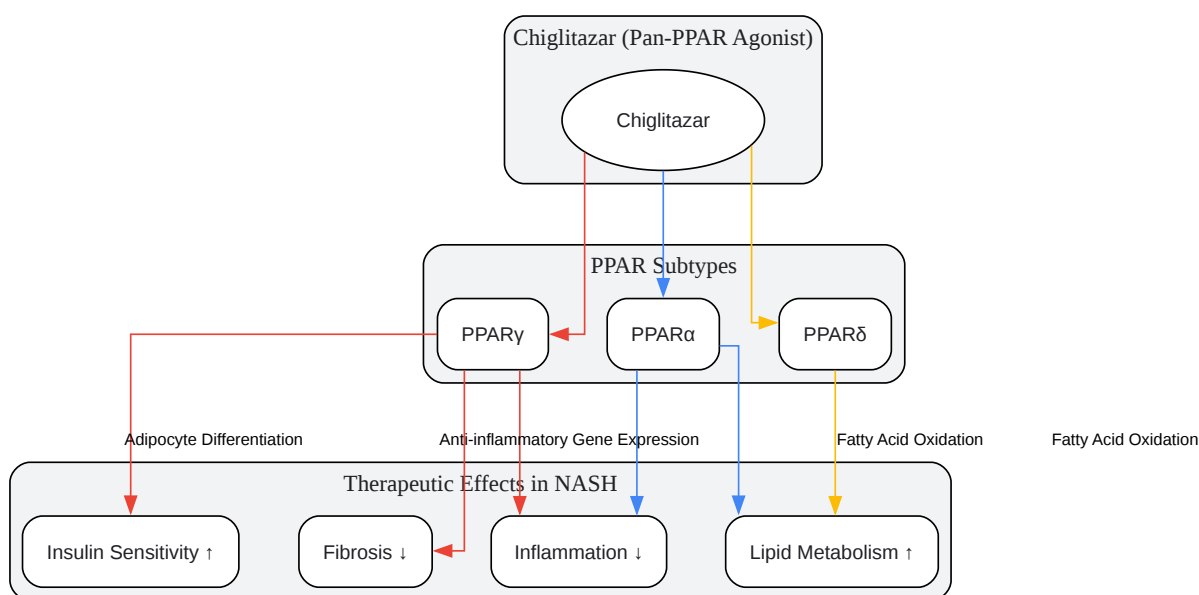 Chiglitazar (Pan-PPAR Agonist)
Chiglitazar
PPAR Subtypes
PPARγ
PPARα
PPARδ
Adipocyte Differentiation
Anti-inflammatory Gene Expression
Fatty Acid Oxidation
Fatty Acid Oxidation
Therapeutic Effects in NASH
Insulin Sensitivity ↑
Fibrosis ↓
Inflammation ↓
Lipid Metabolism ↑